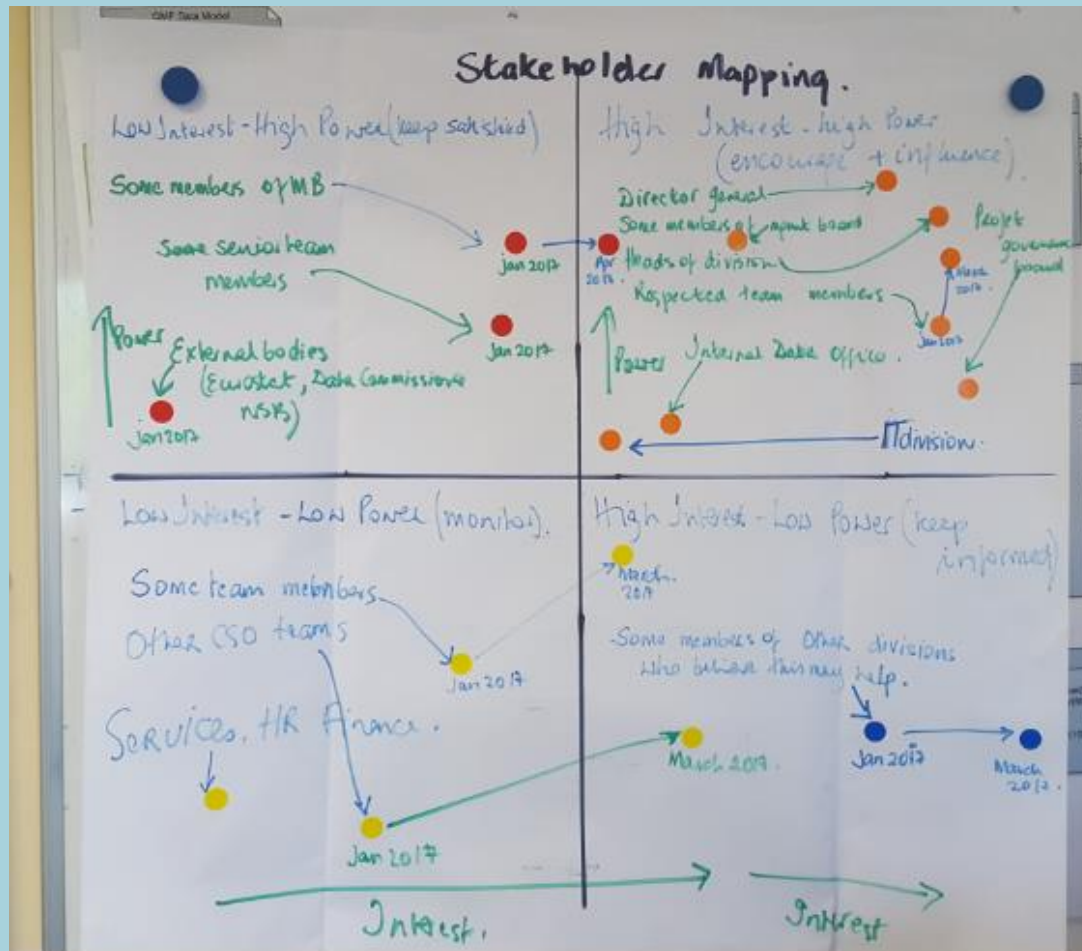 GMF Data Model
Stakeholder Mapping.
Low Interest - High Power (keep satisfied)
Some members of MB
Some senior team
members
Jan 2017
Jan 2017
Power
External bodies
(Eurostat, Data Commissioner
NSB)
Jan 2017
High Interest - high Power
(encourage + influence)
Director general
Some members of mgmt board
Apr
2017
Heads of division
Projet
board
March
2017.
Respected team members
Jan 2017
Power
Internal Data Office.
IT division.
Low Interest - Low Power (monitor).
Some team members
Other CSO teams
Jan 2017
Services, HR Finance.
Jan 2017
High Interest - Low Power (keep
informed)
March
2017
Some members of Other divisions
who believe this may help.
March 2017.
Jan 2017
March
2017.
Interest.
Interest